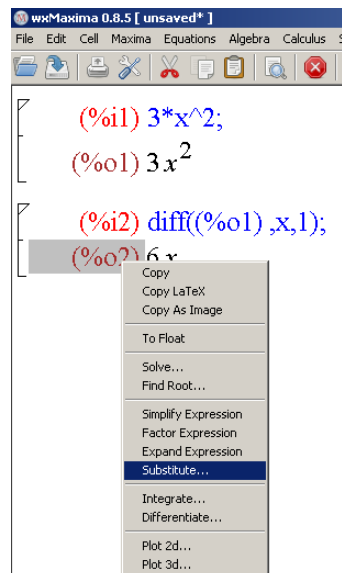 wxMaxima 0.8.5 [ unsaved* ]
File Edit Cell Maxima Equations Algebra Calculus
(%i1) 3*x^2;
(%o1) 3 x²
(%i2) diff((%o1) ,x,1);
(%o2) 6 x
Copy
Copy LaTeX
Copy As Image
To Float
Solve...
Find Root...
Simplify Expression
Factor Expression
Expand Expression
Substitute...
Integrate...
Differentiate...
Plot 2d...
Plot 3d...